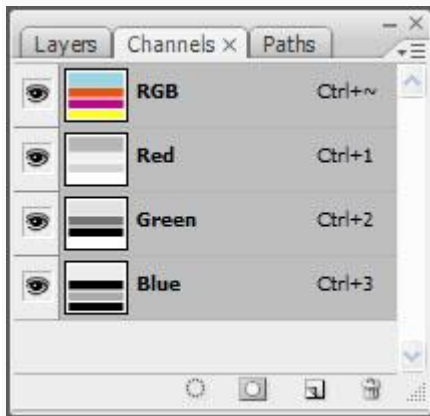 Layers Channels × Paths
RGB Ctrl+~
Red Ctrl+1
Green Ctrl+2
Blue Ctrl+3